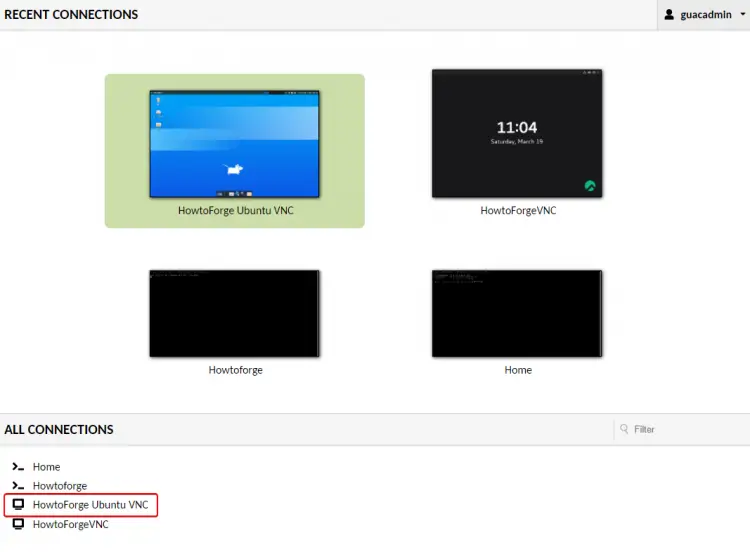 RECENT CONNECTIONS
guacadmin
11:04
Saturday, March 19
HowtoForge Ubuntu VNC
HowtoForgeVNC
Howtoforge
Home
ALL CONNECTIONS
Filter
Home
Howtoforge
HowtoForge Ubuntu VNC
HowtoForgeVNC